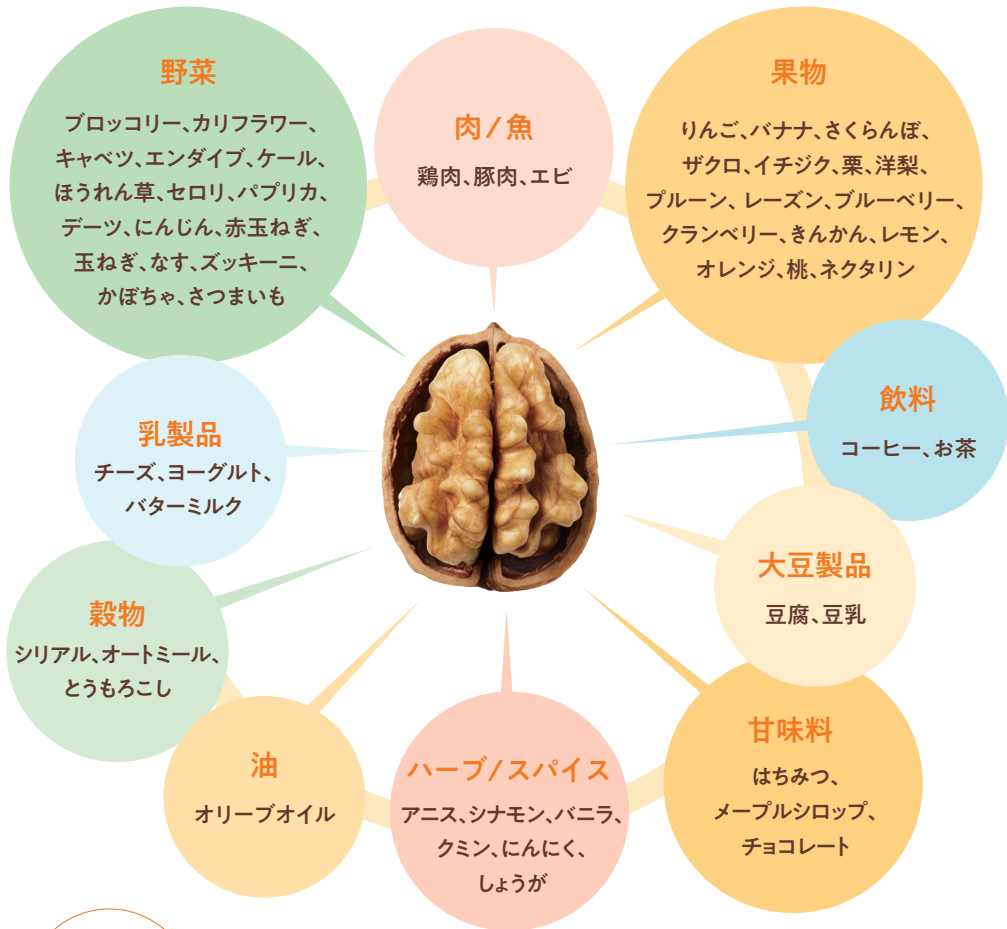 野菜
ブロッコリー、カリフラワー、
キャベツ、エンダイブ、ケール、
ほうれん草、セロリ、パプリカ、
デーツ、にんじん、赤玉ねぎ、
玉ねぎ、なす、ズッキーニ、
かぼちゃ、さつまいも
肉/魚
鶏肉、豚肉、エビ
果物
りんご、バナナ、さくらんぼ、
ザクロ、イチジク、栗、洋梨、
プルーン、レーズン、ブルーベリー、
クランベリー、きんかん、レモン、
オレンジ、桃、ネクタリン
乳製品
チーズ、ヨーグルト、
バターミルク
飲料
コーヒー、お茶
大豆製品
豆腐、豆乳
穀物
シリアル、オートミール、
とうもろこし
油
オリーブオイル
ハーブ/スパイス
アニス、シナモン、バニラ、
クミン、にんにく、
しょうが
甘味料
はちみつ、
メープルシロップ、
チョコレート